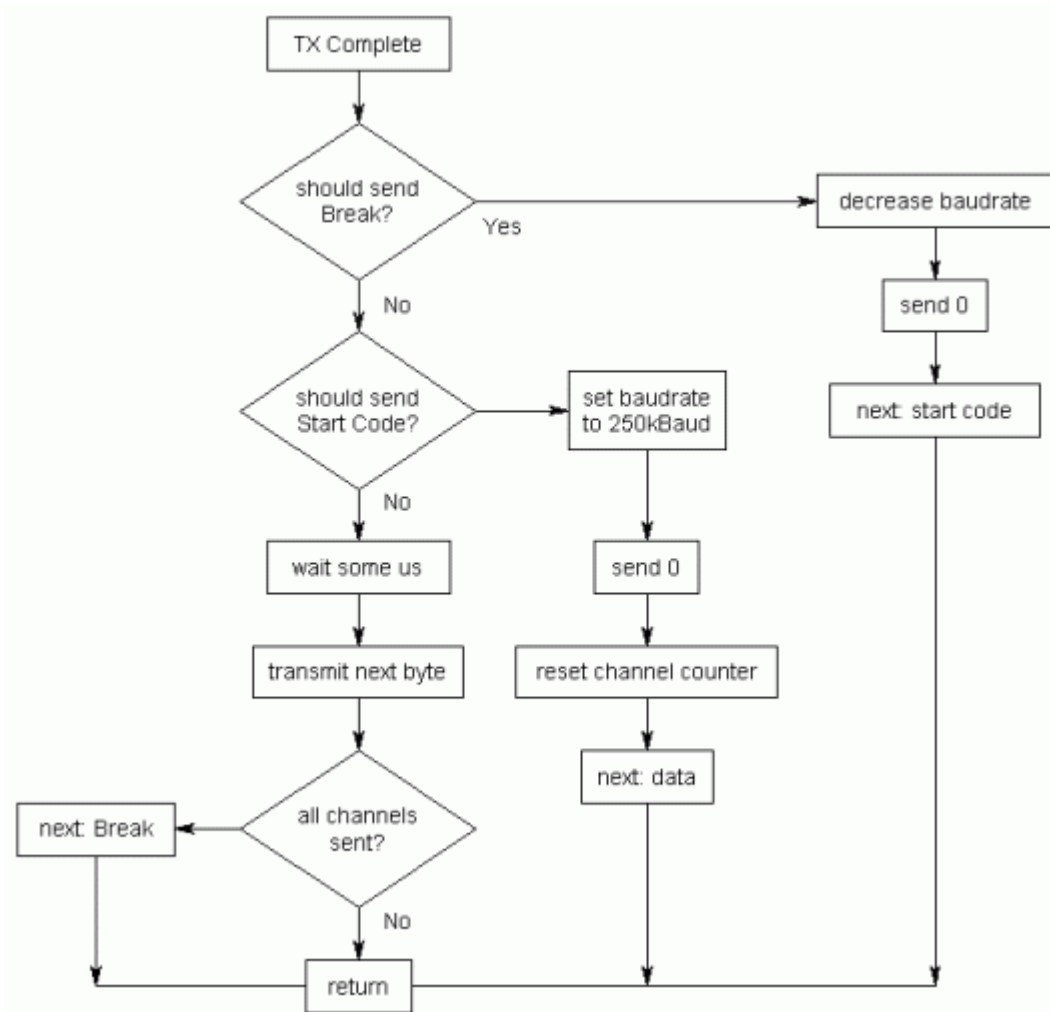 TX Complete
should send
Break?
Yes
decrease baudrate
No
send 0
should send
Start Code?
set baudrate
to 250kBaud
next: start code
No
wait some us
send 0
transmit next byte
reset channel counter
next: data
all channels
sent?
next: Break
No
return